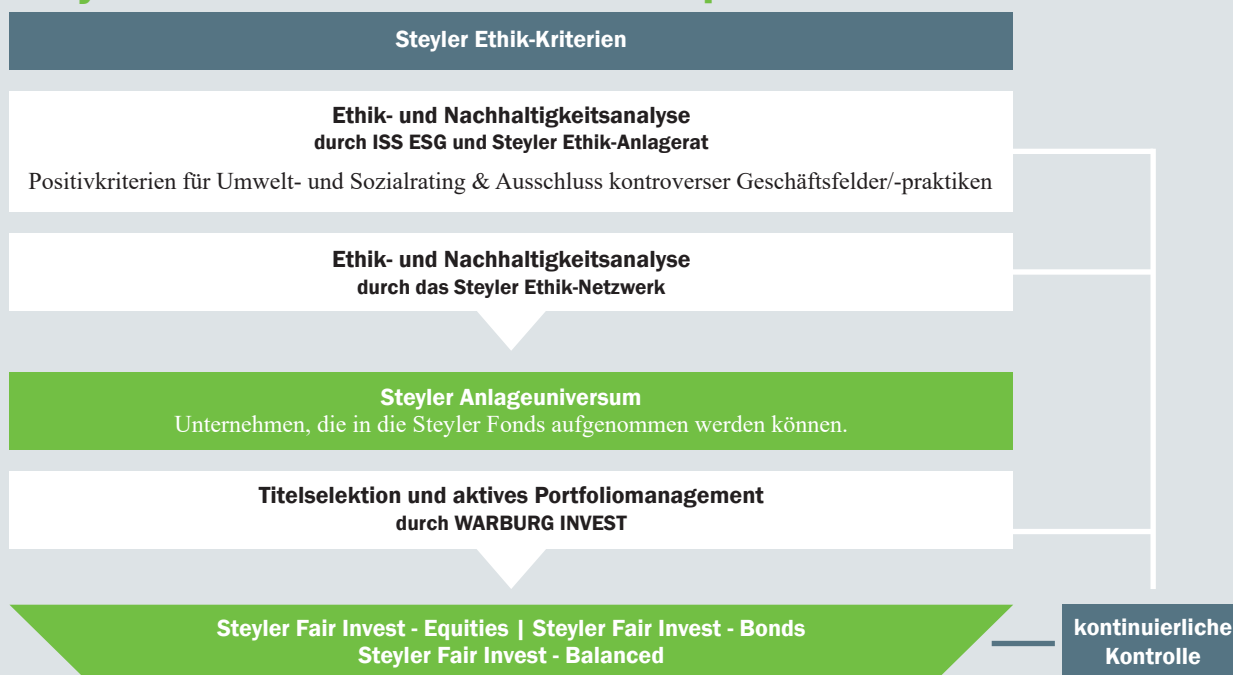 Steyler Ethik-Kriterien
Ethik- und Nachhaltigkeitsanalyse
durch ISS ESG und Steyler Ethik-Anlagerat
Positivkriterien für Umwelt- und Sozialrating & Ausschluss kontroverser Geschäftsfelder/-praktiken
Ethik- und Nachhaltigkeitsanalyse
durch das Steyler Ethik-Netzwerk
Steyler Anlageuniversum
Unternehmen, die in die Steyler Fonds aufgenommen werden können.
Titelselektion und aktives Portfoliomanagement
durch WARBURG INVEST
Steyler Fair Invest - Equities | Steyler Fair Invest - Bonds
Steyler Fair Invest - Balanced
kontinuierliche
Kontrolle